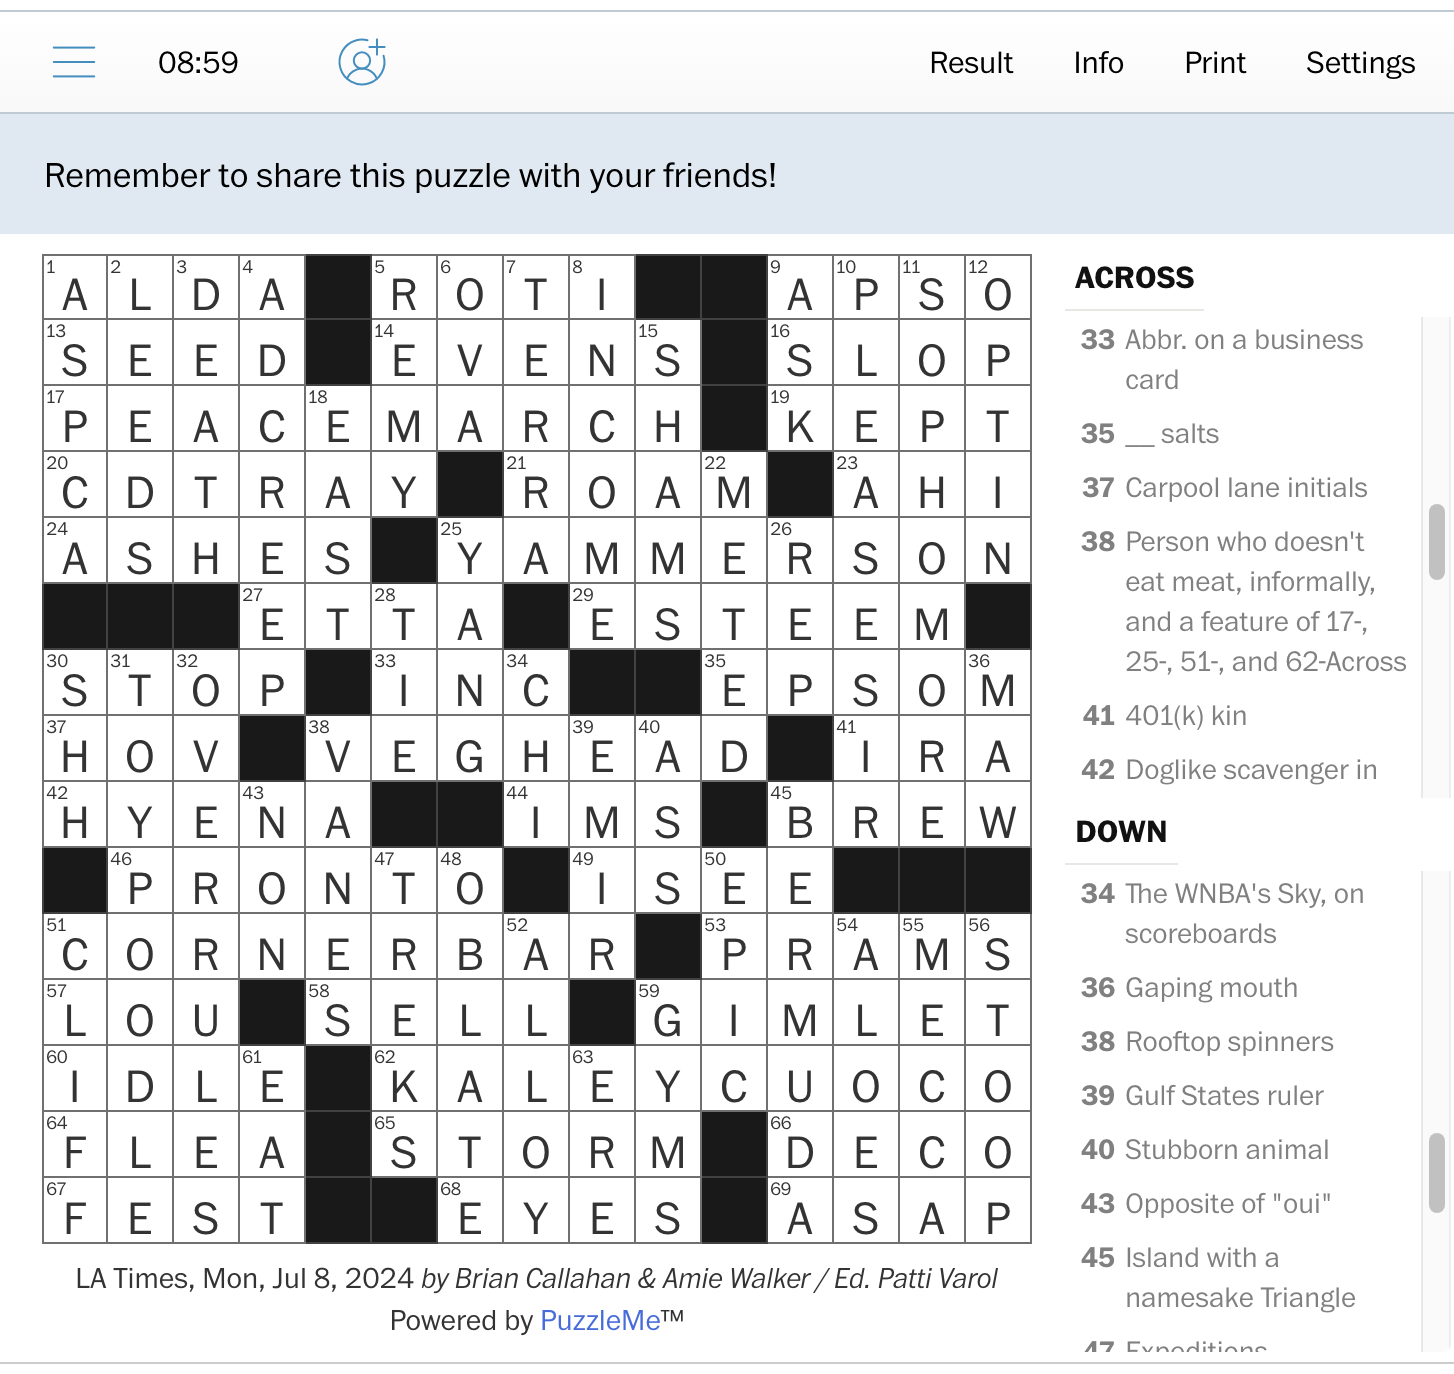 08:59
Result Info Print Settings
Remember to share this puzzle with your friends!
1 2 3 4 5 6 7 8 9 10 11 12
A L D A R O T I A P S O
13 14 15 16
S E E D E V E N S S L O P
17 18 19
P E A C E M A R C H K E P T
20 21 22 23
C D T R A Y R O A M A H I
24 25 26
A S H E S Y A M M E R S O N
27 28 29
E T T A E S T E E M
30 31 32 33 34 35 36
S T O P I N C E P S O M
37 38 39 40 41
H O V V E G H E A D I R A
42 43 44 45
H Y E N A I M S B R E W
46 47 48 49 50
P R O N T O I S E E
51 52 53 54 55 56
C O R N E R B A R P R A M S
57 58 59
L O U S E L L G I M L E T
60 61 62 63
I D L E K A L E Y C U O C O
64 65 66
F L E A S T O R M D E C O
67 68 69
F E S T E Y E S A S A P
LA Times, Mon, Jul 8, 2024 by Brian Callahan & Amie Walker / Ed. Patti Varol
Powered by PuzzleMe™
ACROSS
33 Abbr. on a business
card
35 __ salts
37 Carpool lane initials
38 Person who doesn't
eat meat, informally,
and a feature of 17-,
25-, 51-, and 62-Across
41 401(k) kin
42 Doglike scavenger in
DOWN
34 The WNBA's Sky, on
scoreboards
36 Gaping mouth
38 Rooftop spinners
39 Gulf States ruler
40 Stubborn animal
43 Opposite of "oui"
45 Island with a
namesake Triangle
47 Expeditions